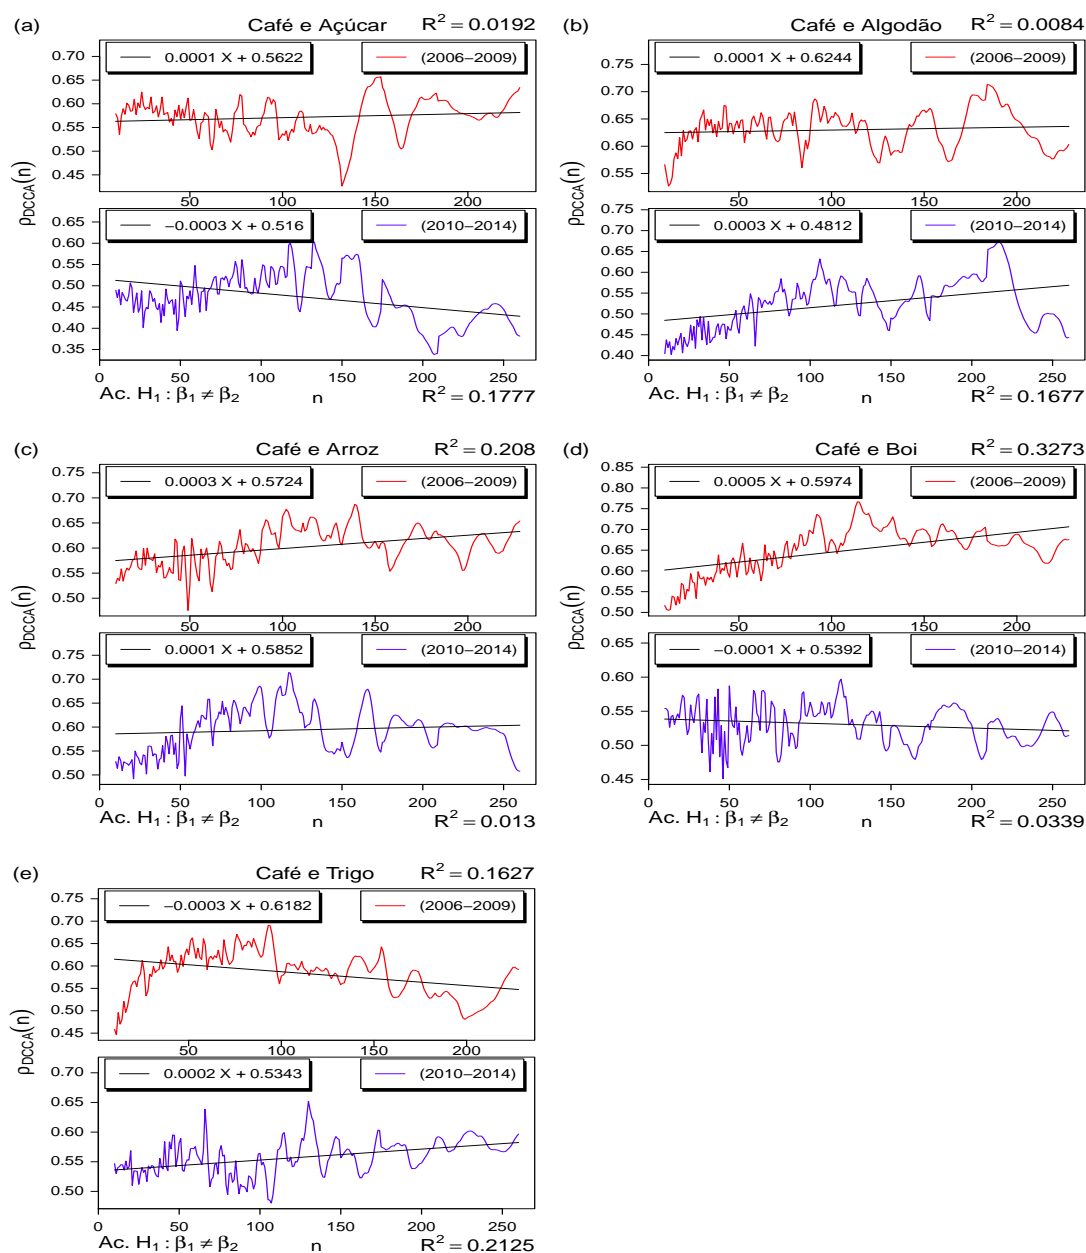 (a) Café e Açúcar R² = 0.0192
0.0001 X + 0.5622 (2006−2009)
0.70
0.65
0.60
0.55
0.50
0.45
50 100 150 200
−0.0003 X + 0.516 (2010−2014)
0.65
0.60
0.55
0.50
0.45
0.40
0.35
ρDCCA(n)
0 50 100 150 200 250
Ac. H₁ : β₁ ≠ β₂ n R² = 0.1777
(b) Café e Algodão R² = 0.0084
0.0001 X + 0.6244 (2006−2009)
0.75
0.70
0.65
0.60
0.55
50 100 150 200
0.0003 X + 0.4812 (2010−2014)
0.75
0.70
0.65
0.60
0.55
0.50
0.45
0.40
ρDCCA(n)
0 50 100 150 200 250
Ac. H₁ : β₁ ≠ β₂ n R² = 0.1677
(c) Café e Arroz R² = 0.208
0.0003 X + 0.5724 (2006−2009)
0.75
0.70
0.65
0.60
0.55
0.50
50 100 150 200
0.0001 X + 0.5852 (2010−2014)
0.75
0.70
0.65
0.60
0.55
0.50
ρDCCA(n)
0 50 100 150 200 250
Ac. H₁ : β₁ ≠ β₂ n R² = 0.013
(d) Café e Boi R² = 0.3273
0.0005 X + 0.5974 (2006−2009)
0.85
0.80
0.75
0.70
0.65
0.60
0.55
0.50
50 100 150 200
−0.0001 X + 0.5392 (2010−2014)
0.65
0.60
0.55
0.50
0.45
ρDCCA(n)
0 50 100 150 200 250
Ac. H₁ : β₁ ≠ β₂ n R² = 0.0339
(e) Café e Trigo R² = 0.1627
−0.0003 X + 0.6182 (2006−2009)
0.75
0.70
0.65
0.60
0.55
0.50
0.45
50 100 150 200
0.0002 X + 0.5343 (2010−2014)
0.70
0.65
0.60
0.55
0.50
ρDCCA(n)
0 50 100 150 200 250
Ac. H₁ : β₁ ≠ β₂ n R² = 0.2125